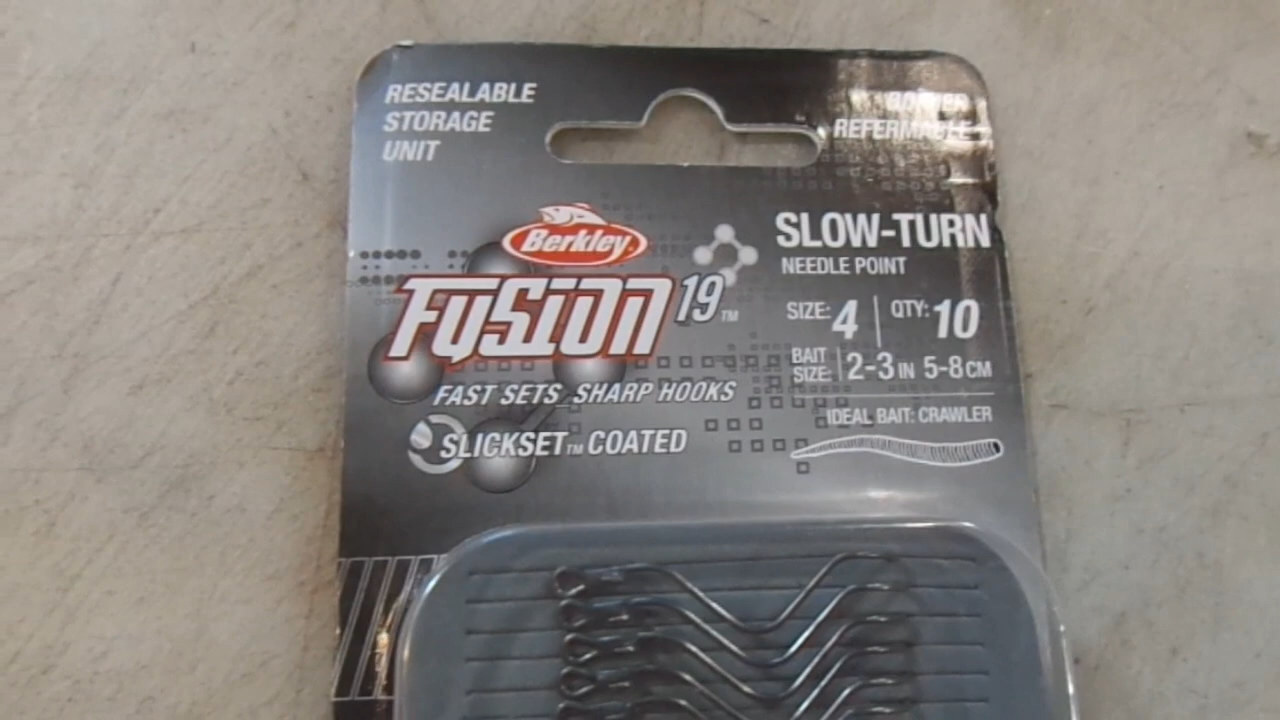 RESEALABLE
STORAGE
UNIT
REFERMABLE
Berkley
FUSION19™
FAST SETS SHARP HOOKS
SLICKSET™ COATED
SLOW-TURN
NEEDLE POINT
SIZE: 4 | QTY: 10
BAIT SIZE: 2-3 IN 5-8 CM
IDEAL BAIT: CRAWLER